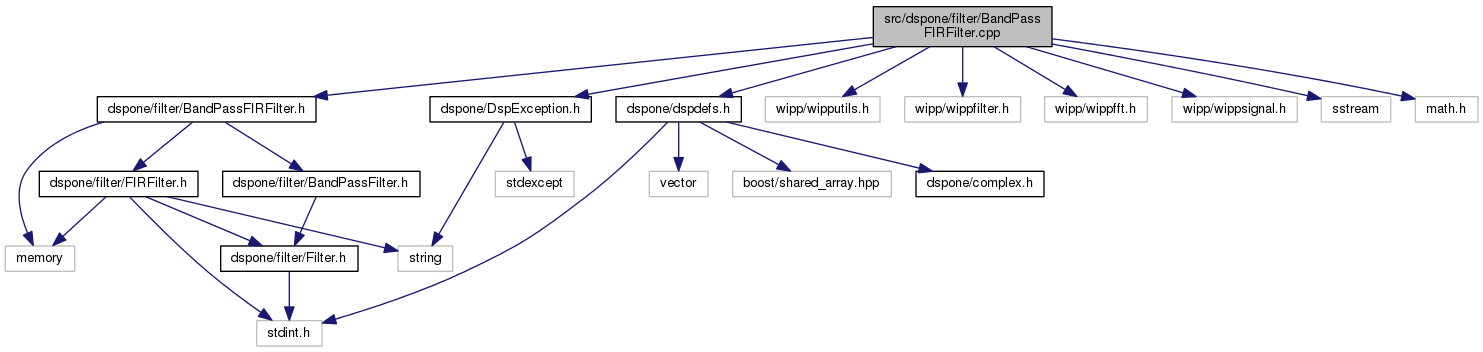 src/dspone/filter/BandPass
FIRFilter.cpp
dspone/filter/BandPassFIRFilter.h
dspone/DspException.h
dspone/dspdefs.h
wipp/wipputils.h
wipp/wippfilter.h
wipp/wippfft.h
wipp/wippsignal.h
sstream
math.h
dspone/filter/FIRFilter.h
dspone/filter/BandPassFilter.h
stdexcept
vector
boost/shared_array.hpp
dspone/complex.h
memory
dspone/filter/Filter.h
string
stdint.h